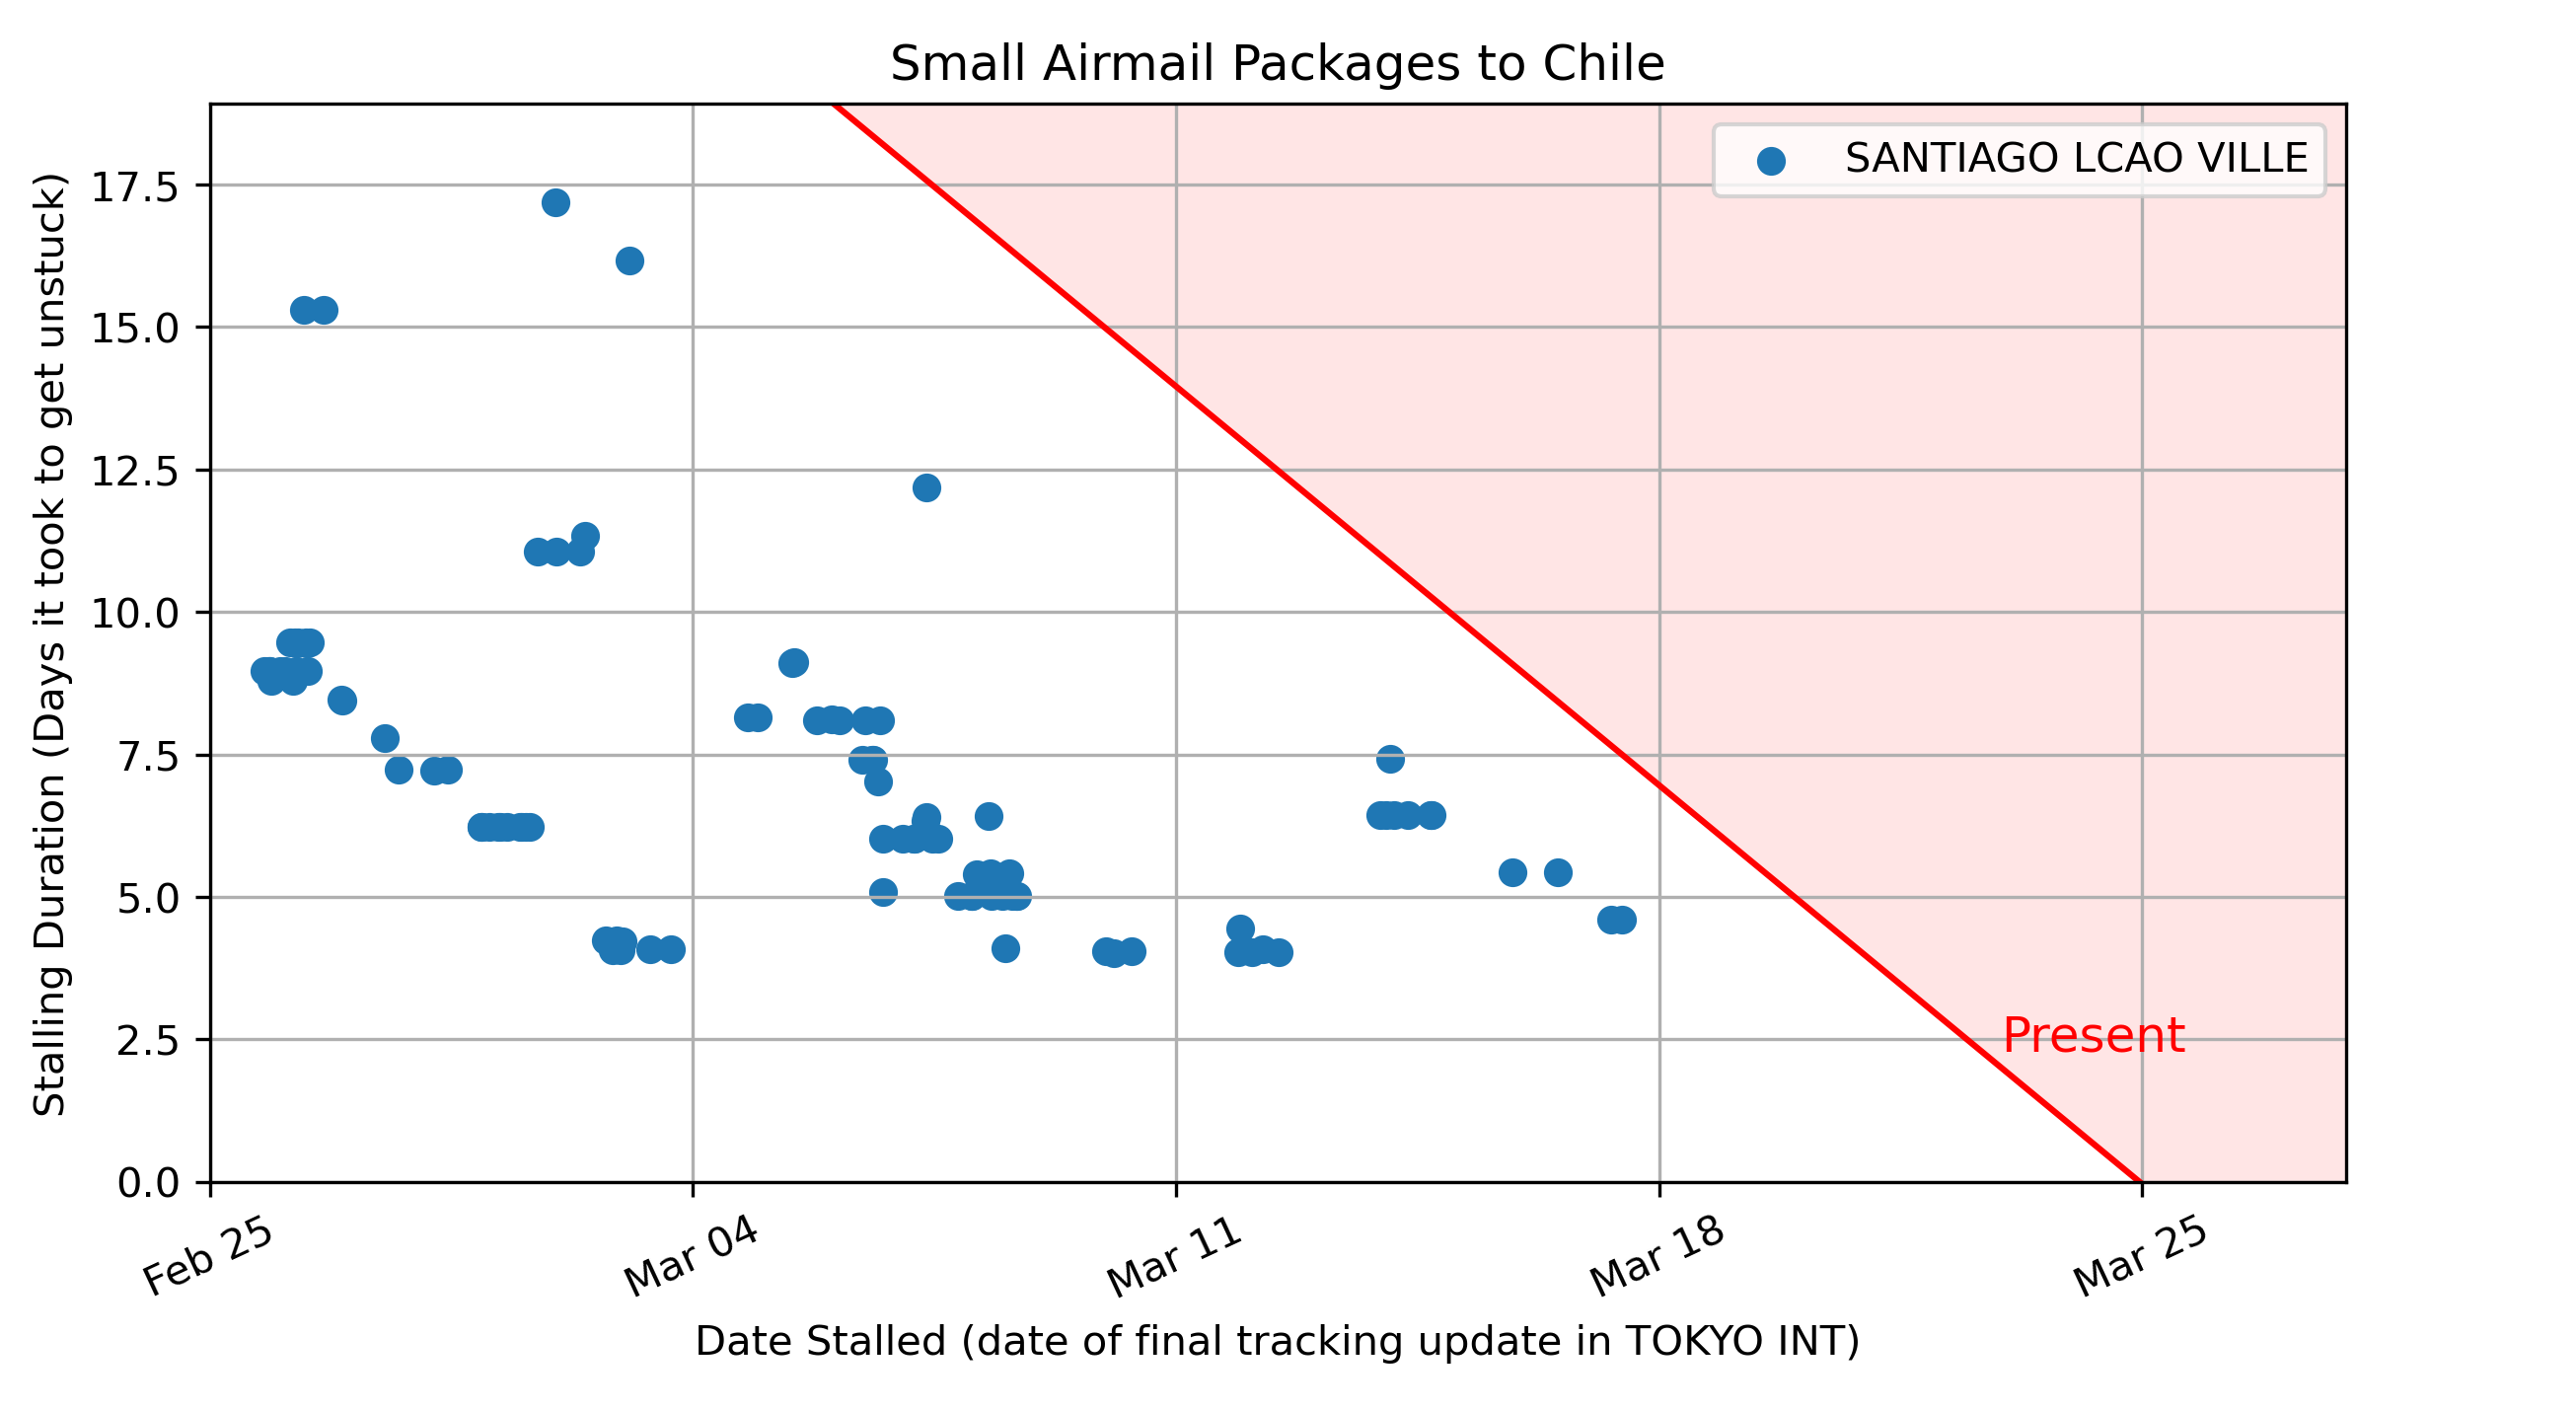 Small Airmail Packages to Chile
SANTIAGO LCAO VILLE
Stalling Duration (Days it took to get unstuck)
17.5
15.0
12.5
10.0
7.5
5.0
2.5
0.0
Present
Feb 25
Mar 04
Mar 11
Mar 18
Mar 25
Date Stalled (date of final tracking update in TOKYO INT)